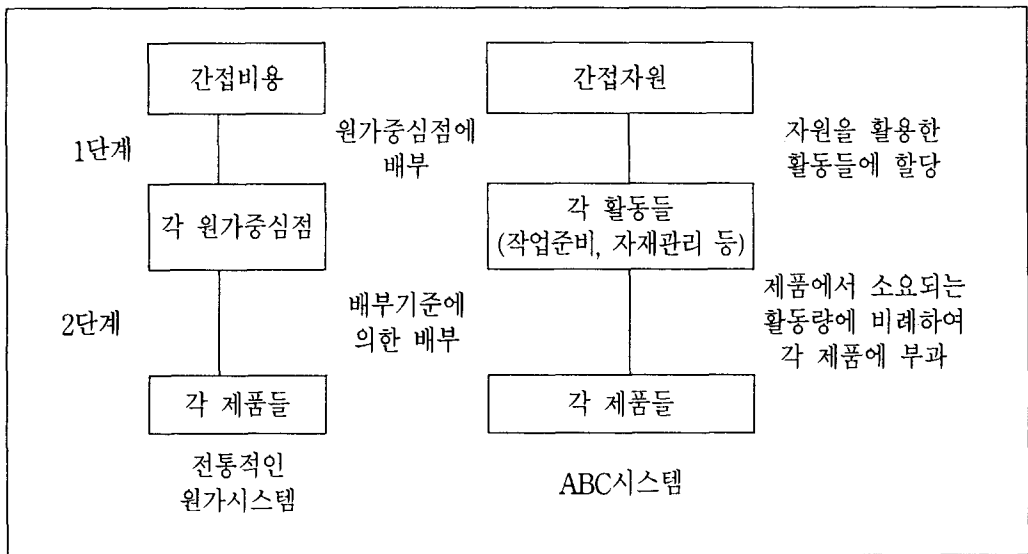 간접비용
간접자원
1단계
원가중심점에
배부
자원을 활용한
활동들에 할당
각 원가중심점
각 활동들
(작업준비, 자재관리 등)
2단계
배부기준에
의한 배부
제품에서 소요되는
활동량에 비례하여
각 제품에 부과
각 제품들
각 제품들
전통적인
원가시스템
ABC시스템